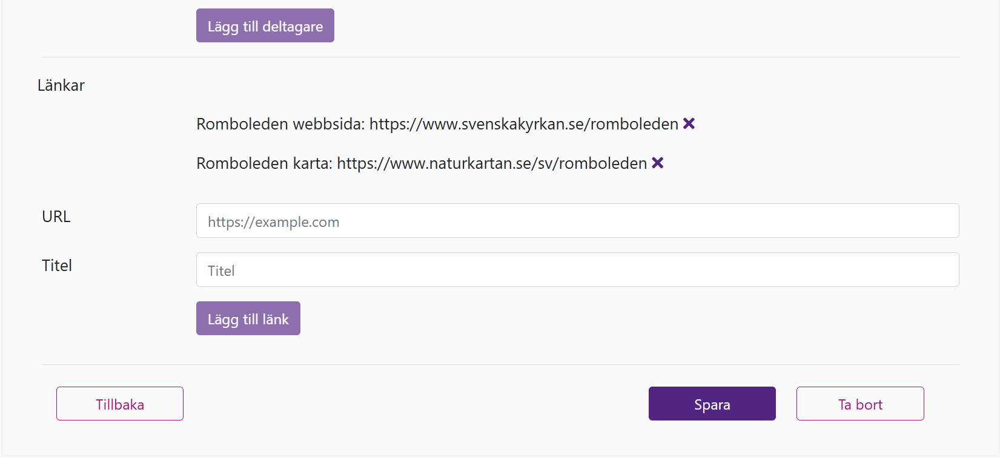 Lägg till deltagare
Länkar
Romboleden webbsida: https://www.svenskakyrkan.se/romboleden
Romboleden karta: https://www.naturkartan.se/sv/romboleden
URL
https://example.com
Titel
Titel
Lägg till länk
Tillbaka
Spara
Ta bort